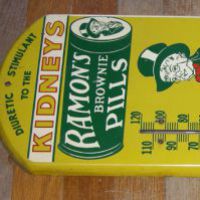 DIURETIC STIMULANT
TO THE
KIDNEYS
RAMON'S
BROWNIE
PILLS
120 100 80
110 90 70